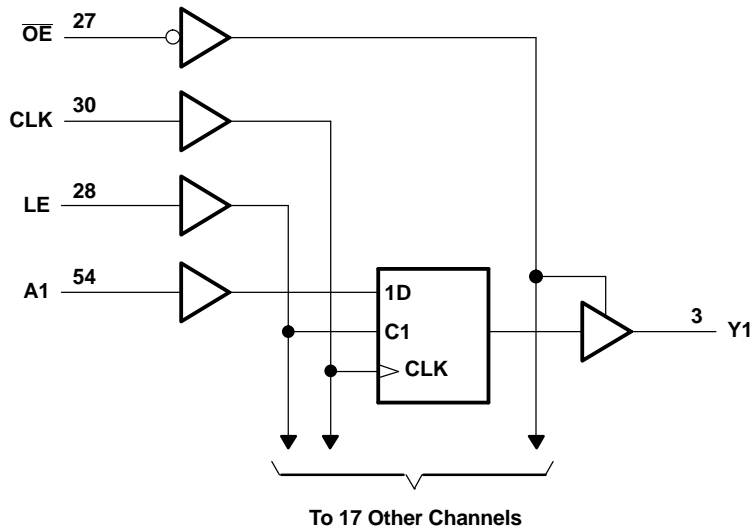 OE 27
CLK 30
LE 28
A1 54
1D
C1
CLK
3 Y1
To 17 Other Channels